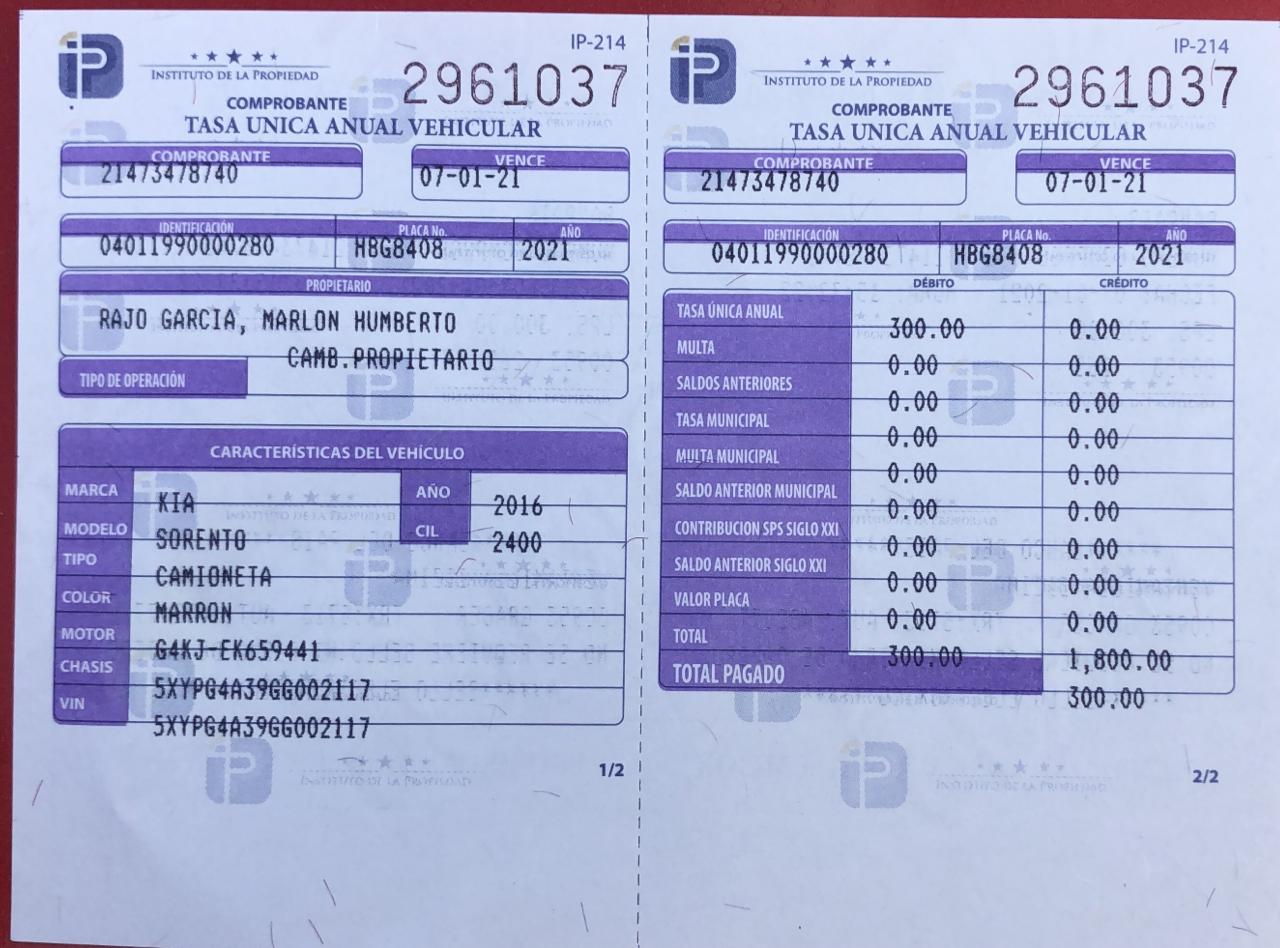 IP-214
INSTITUTO DE LA PROPIEDAD
2961037
COMPROBANTE
TASA UNICA ANUAL VEHICULAR
COMPROBANTE VENCE
21473478740 07-01-21
IDENTIFICACIÓN PLACA No. AÑO
04011990000280 HBG8408 2021
PROPIETARIO
RAJO GARCIA, MARLON HUMBERTO
CAMB.PROPIETARIO
TIPO DE OPERACIÓN
CARACTERÍSTICAS DEL VEHÍCULO
MARCA KIA AÑO 2016
MODELO SORENTO CIL 2400
TIPO CAMIONETA
COLOR MARRON
MOTOR G4KJ-EK659441
CHASIS 5XYPG4A39GG002117
VIN 5XYPG4A39GG002117
1/2
IP-214
INSTITUTO DE LA PROPIEDAD
2961037
COMPROBANTE
TASA UNICA ANUAL VEHICULAR
COMPROBANTE VENCE
21473478740 07-01-21
IDENTIFICACIÓN PLACA No. AÑO
04011990000280 HBG8408 2021
DÉBITO CRÉDITO
TASA ÚNICA ANUAL 300.00 0.00
MULTA 0.00 0.00
SALDOS ANTERIORES 0.00 0.00
TASA MUNICIPAL 0.00 0.00
MULTA MUNICIPAL 0.00 0.00
SALDO ANTERIOR MUNICIPAL 0.00 0.00
CONTRIBUCION SPS SIGLO XXI 0.00 0.00
SALDO ANTERIOR SIGLO XXI 0.00 0.00
VALOR PLACA 0.00 0.00
TOTAL 300.00 1,800.00
TOTAL PAGADO 300.00
2/2